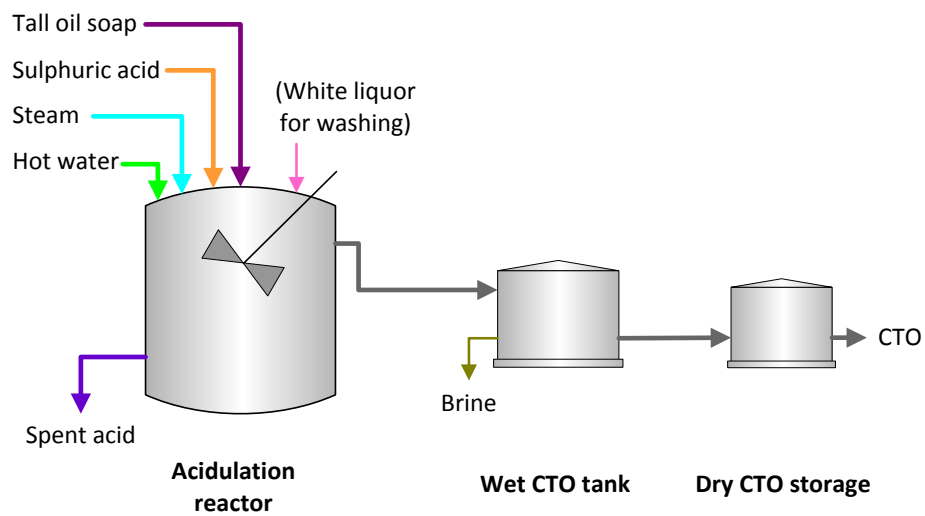 Tall oil soap
Sulphuric acid
(White liquor
for washing)
Steam
Hot water
CTO
Brine
Spent acid
Acidulation
reactor
Wet CTO tank
Dry CTO storage